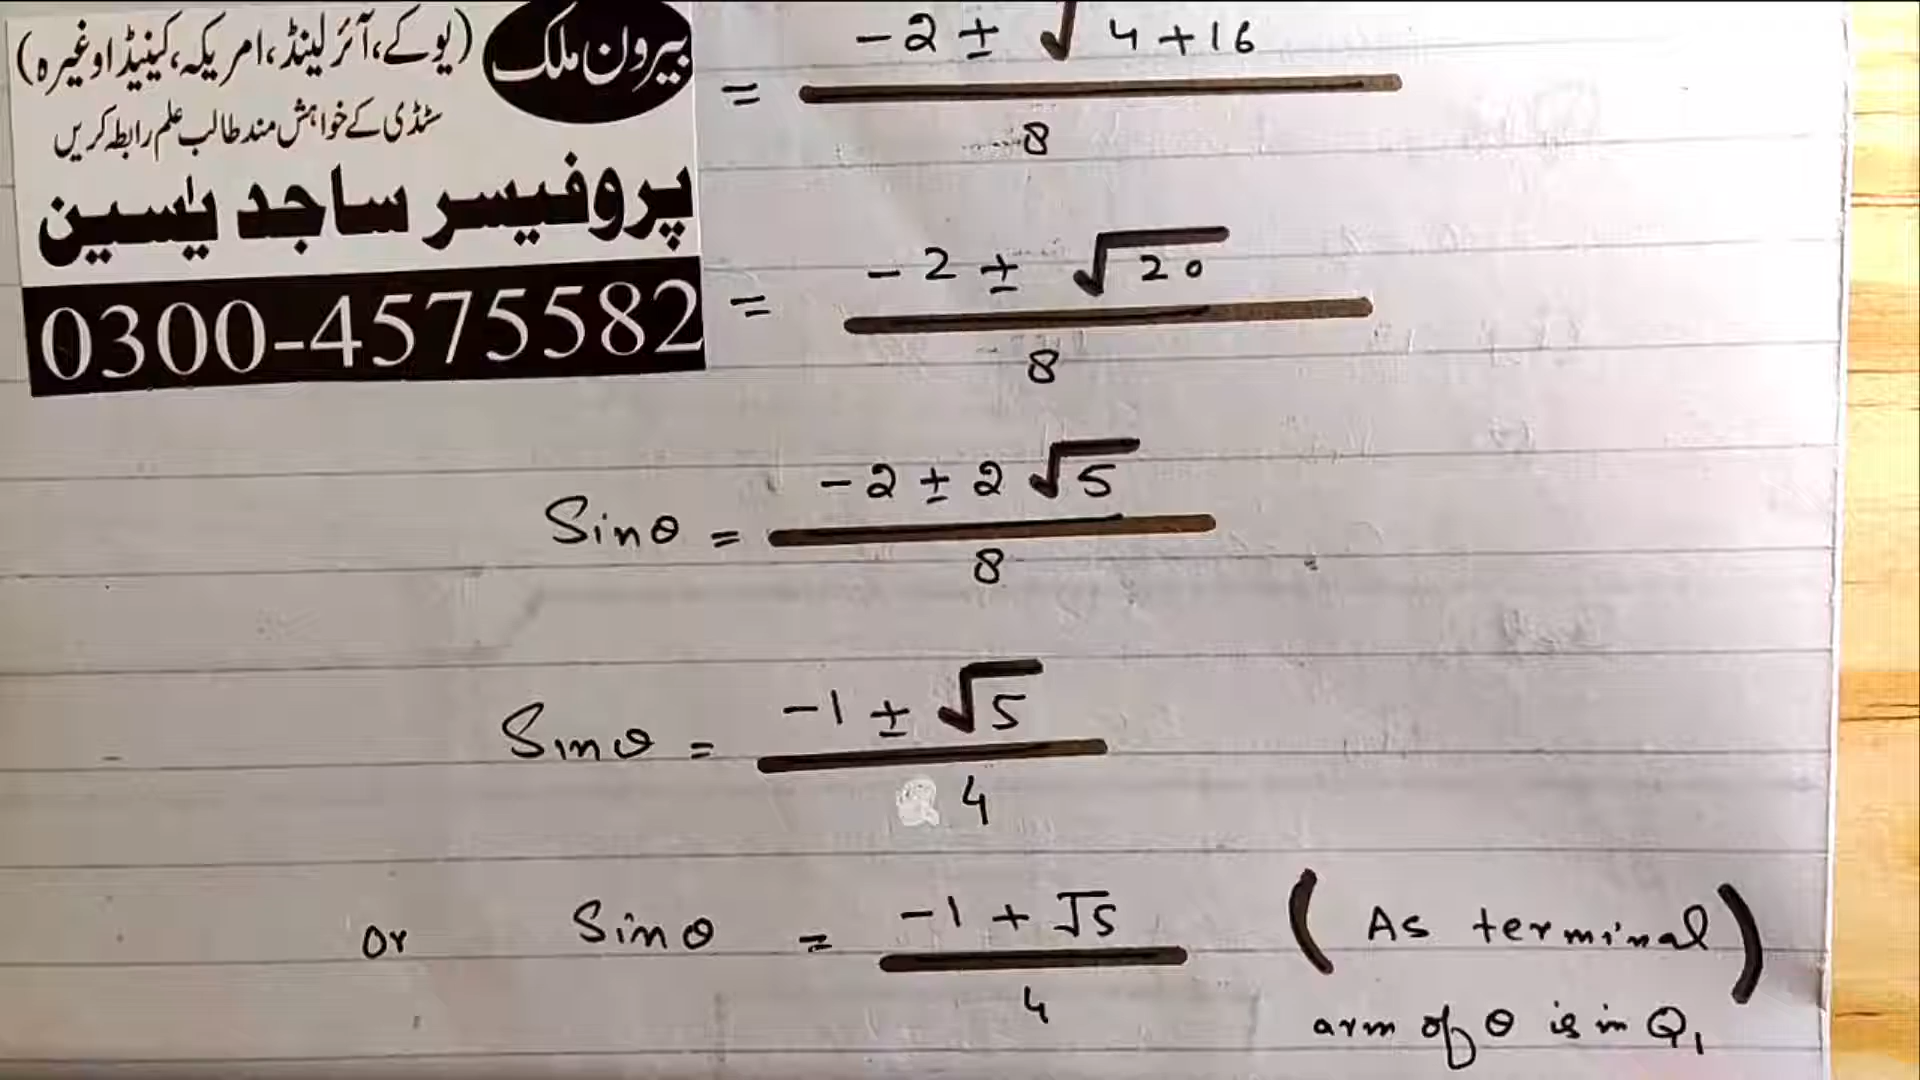 بیرون ملک (یوکے، آئرلینڈ، امریکہ، کینیڈا وغیرہ)
سٹڈی کے خواہش مند طالب علم رابطہ کریں
پروفیسر ساجد یٰسین
0300-4575582
= (-2 ± √4+16) / 8
= (-2 ± √20) / 8
Sinθ = (-2 ± 2√5) / 8
Sinθ = (-1 ± √5) / 4
or Sinθ = (-1 + √5) / 4 (As terminal)
arm of θ is in Q₁